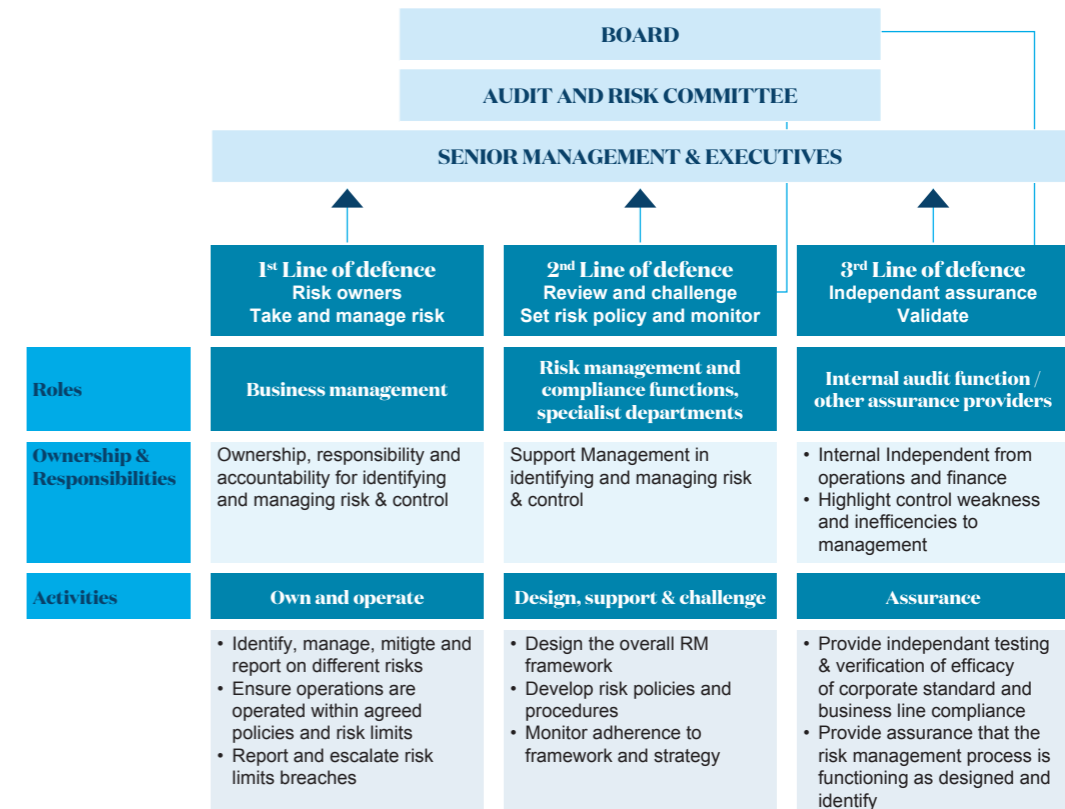 BOARD
AUDIT AND RISK COMMITTEE
SENIOR MANAGEMENT & EXECUTIVES
1st Line of defence
Risk owners
Take and manage risk
2nd Line of defence
Review and challenge
Set risk policy and monitor
3rd Line of defence
Independant assurance
Validate
Roles
Business management
Risk management and
compliance functions,
specialist departments
Internal audit function /
other assurance providers
Ownership &
Responsibilities
Ownership, responsibility and
accountability for identifying
and managing risk & control
Support Management in
identifying and managing risk
& control
• Internal Independent from
operations and finance
• Highlight control weakness
and inefficencies to
management
Activities
Own and operate
Design, support & challenge
Assurance
• Identify, manage, mitigte and
report on different risks
• Ensure operations are
operated within agreed
policies and risk limits
• Report and escalate risk
limits breaches
• Design the overall RM
framework
• Develop risk policies and
procedures
• Monitor adherence to
framework and strategy
• Provide independant testing
& verification of efficacy
of corporate standard and
business line compliance
• Provide assurance that the
risk management process is
functioning as designed and
identify